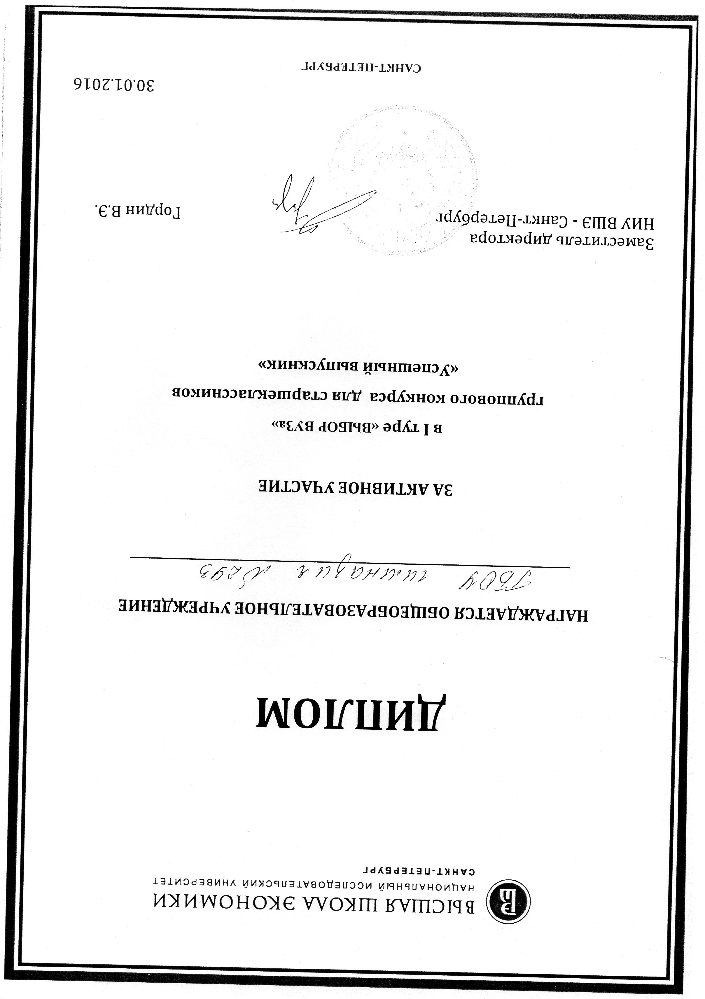 ВЫСШАЯ ШКОЛА ЭКОНОМИКИ
НАЦИОНАЛЬНЫЙ ИССЛЕДОВАТЕЛЬСКИЙ УНИВЕРСИТЕТ
САНКТ-ПЕТЕРБУРГ
ДИПЛОМ
НАГРАЖДАЕТСЯ ОБЩЕОБРАЗОВАТЕЛЬНОЕ УЧРЕЖДЕНИЕ
ГБОУ гимназия №293
ЗА АКТИВНОЕ УЧАСТИЕ
в I туре «ВЫБОР ВУЗа»
группового конкурса для старшеклассников
«Успешный выпускник»
Заместитель директора
НИУ ВШЭ - Санкт-Петербург
Гордин В.Э.
30.01.2016
САНКТ-ПЕТЕРБУРГ